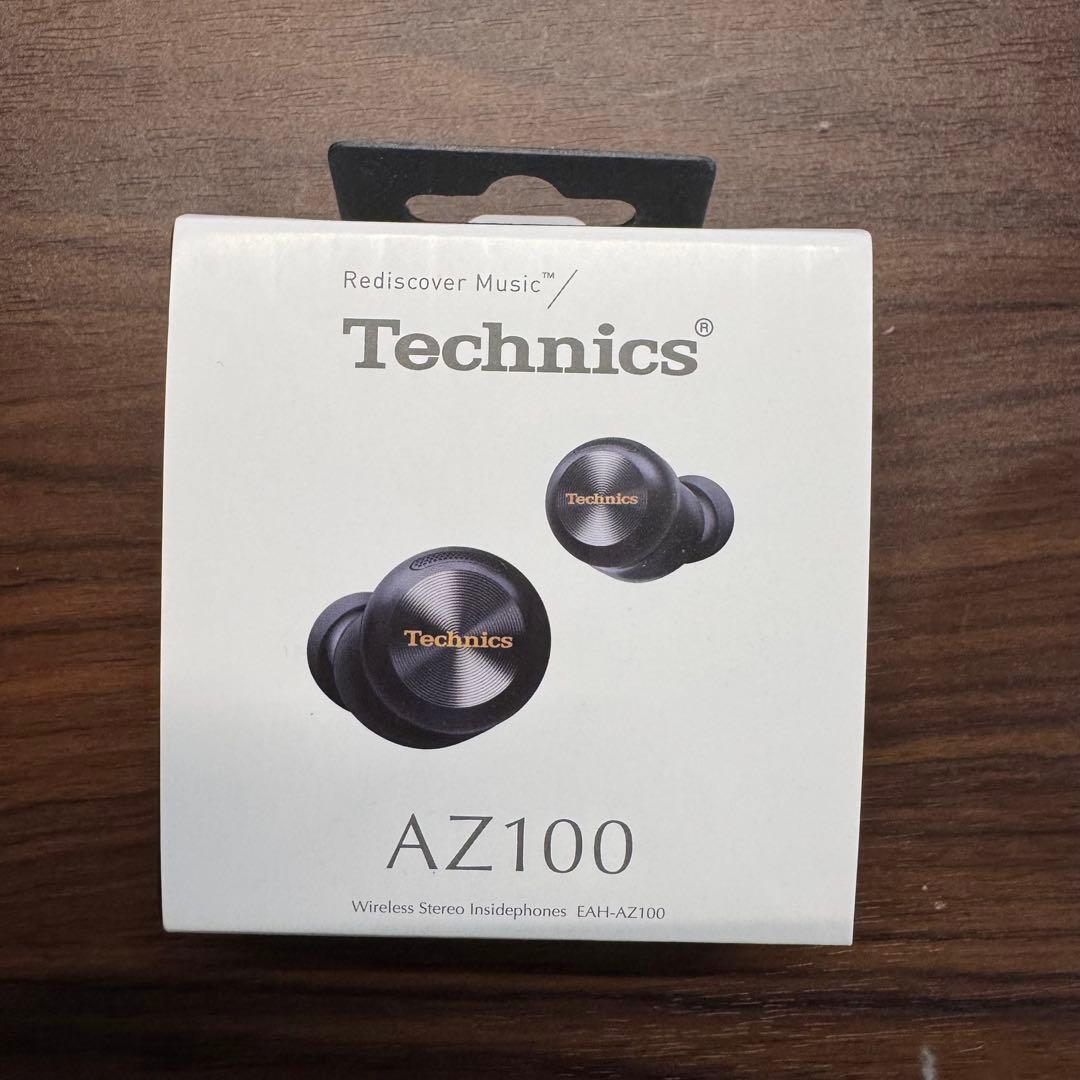 Rediscover Music™/
Technics®
Technics
Technics
AZ100
Wireless Stereo Insidephones EAH-AZ100